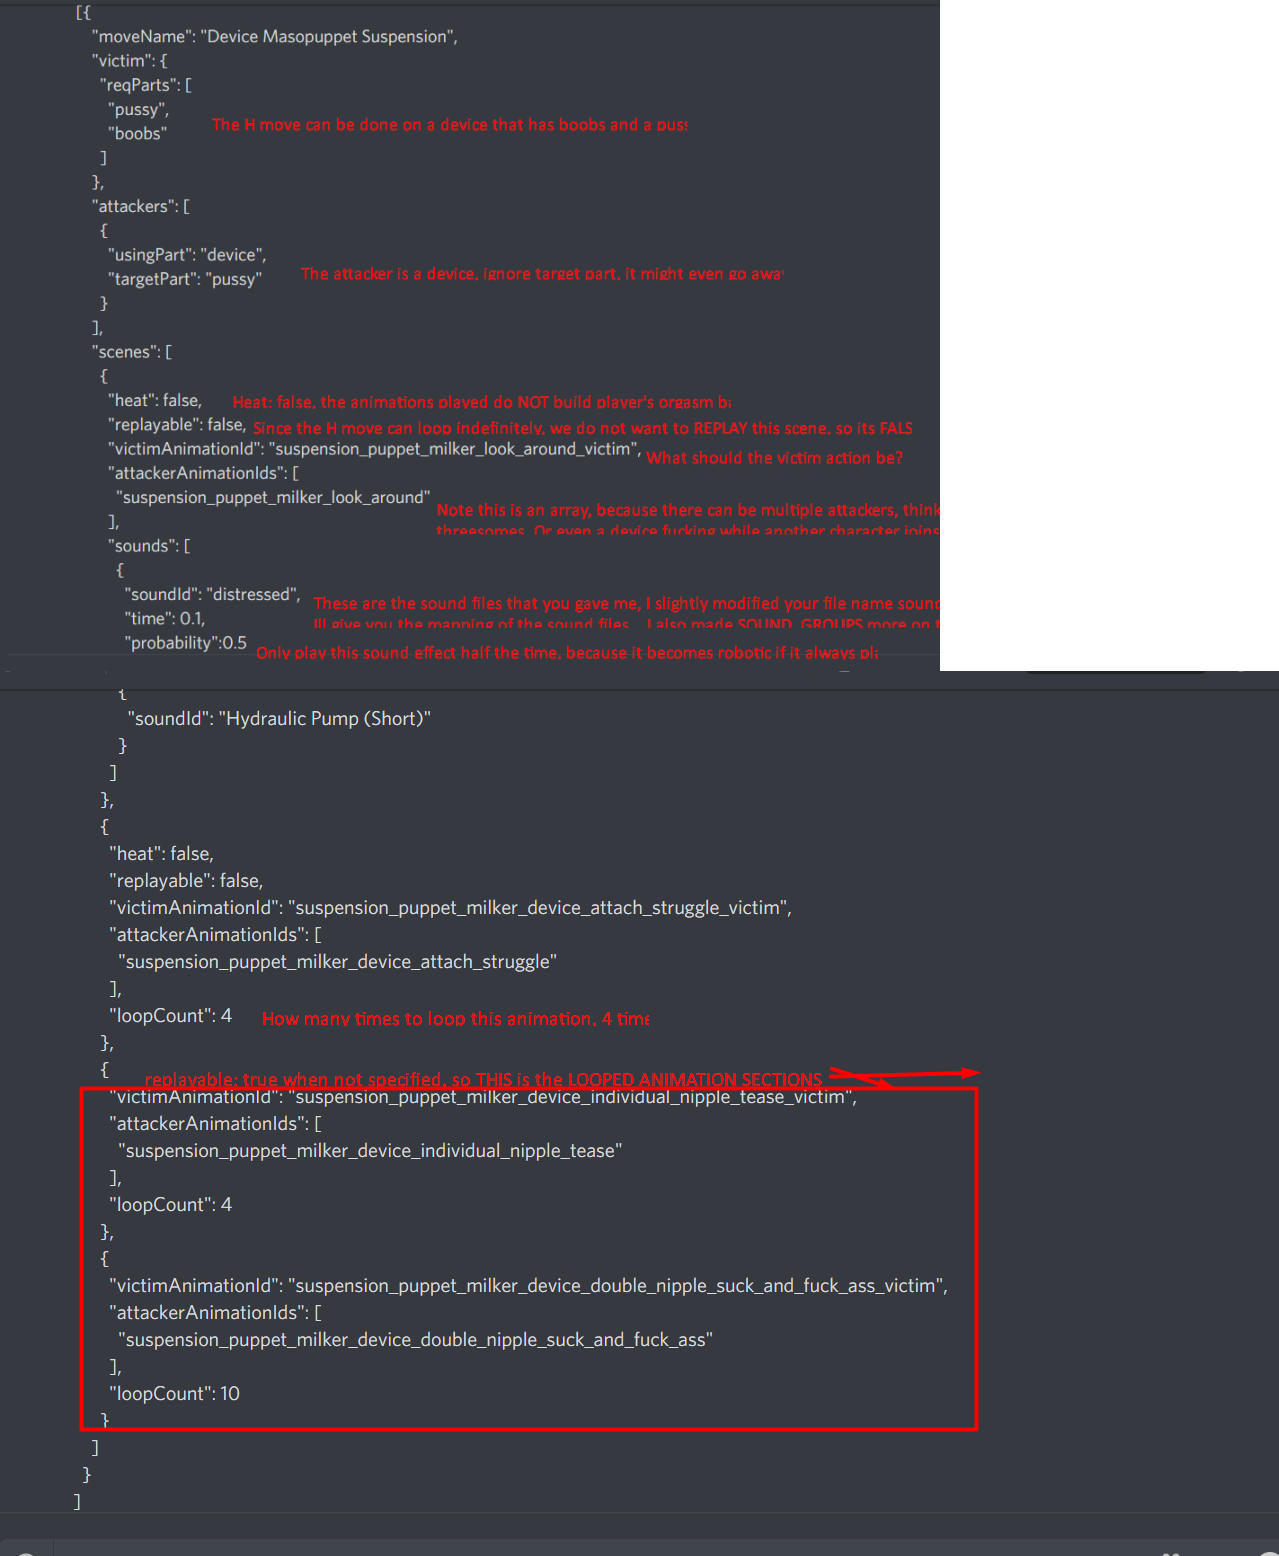 [{
"moveName": "Device Masopuppet Suspension",
"victim": {
"reqParts": [
"pussy",
"boobs"
The H move can be done on a device that has boobs and a
]
},
"attackers": [
{
"usingPart": "device",
"targetPart": "pussy"
The attacker is a device, ignore target part, it might even go
}
],
"scenes": [
{
"heat": false,
Heat: false, the animations played do NOT build player's orgasm
"replayable": false,
Since the H move can loop indefinitely, we do not want to REPLAY this scene, so its
"victimAnimationId": "suspension_puppet_milker_look_around_victim",
What should the victim action be?
"attackerAnimationIds": [
"suspension_puppet_milker_look_around"
Note this is an array, because there can be multiple attackers, think
threesomes. Or even a device fucking while another character joins
],
"sounds": [
{
"soundId": "distressed",
These are the sound files that you gave me, I slightly modified your file name
"time": 0.1,
Ill give you the mapping of the sound files. I also made SOUND_GROUPS more on
"probability":0.5
Only play this sound effect half the time, because it becomes robotic if it always
{
"soundId": "Hydraulic Pump (Short)"
}
]
},
{
"heat": false,
"replayable": false,
"victimAnimationId": "suspension_puppet_milker_device_attach_struggle_victim",
"attackerAnimationIds": [
"suspension_puppet_milker_device_attach_struggle"
],
"loopCount": 4
How many times to loop this animation, 4
},
{
replayable: true when not specified, so THIS is the LOOPED ANIMATION SECTIONS
"victimAnimationId": "suspension_puppet_milker_device_individual_nipple_tease_victim",
"attackerAnimationIds": [
"suspension_puppet_milker_device_individual_nipple_tease"
],
"loopCount": 4
},
{
"victimAnimationId": "suspension_puppet_milker_device_double_nipple_suck_and_fuck_ass_victim",
"attackerAnimationIds": [
"suspension_puppet_milker_device_double_nipple_suck_and_fuck_ass"
],
"loopCount": 10
}
]
}
]